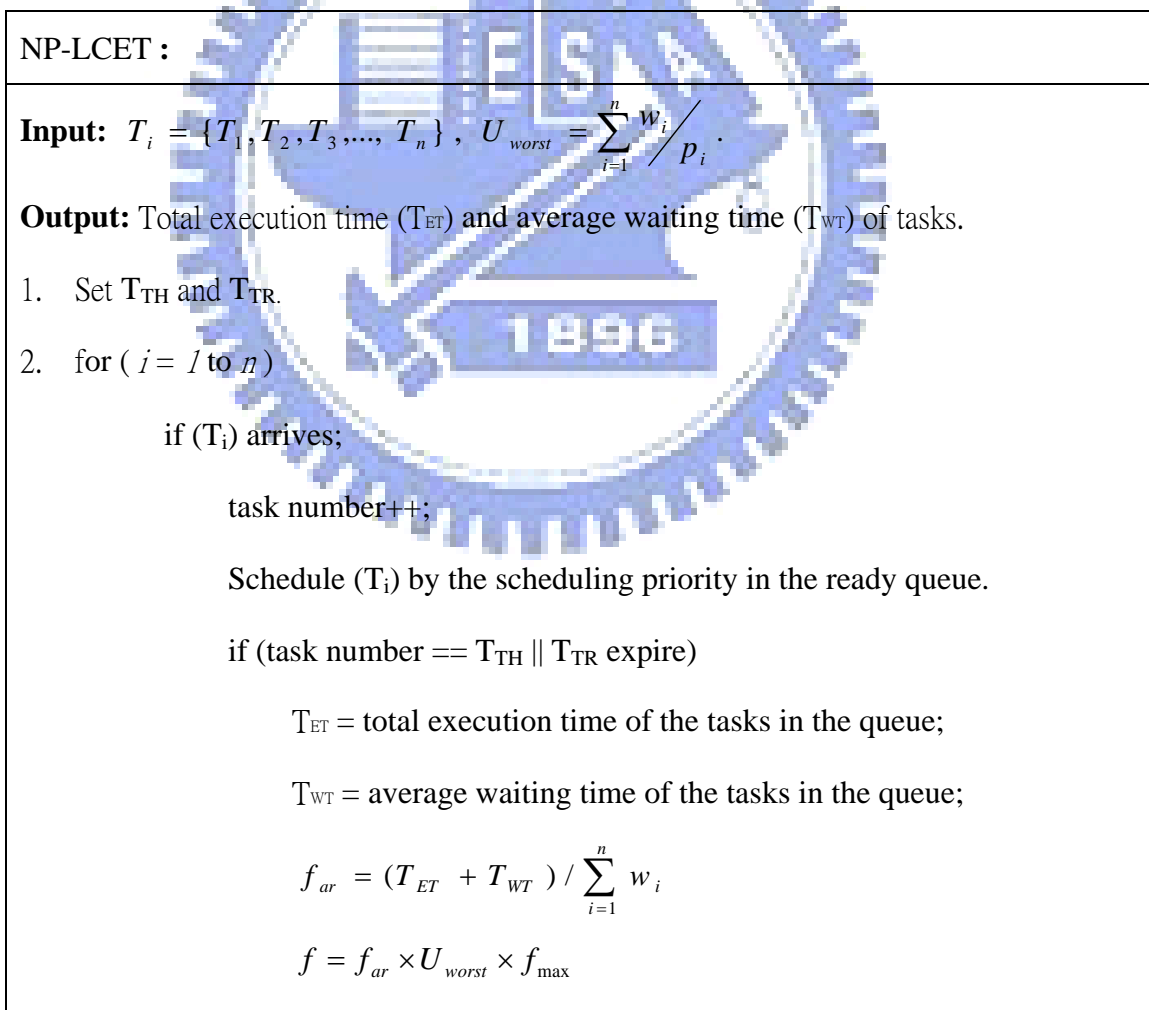 NP-LCET :
Input: T_i = {T_1, T_2, T_3, ..., T_n} , U_worst = ∑_{i=1}^{n} w_i / p_i .
Output: Total execution time (T_ET) and average waiting time (T_WT) of tasks.
1. Set T_TH and T_TR.
2. for ( i = 1 to n )
if (T_i) arrives;
task number++;
Schedule (T_i) by the scheduling priority in the ready queue.
if (task number == T_TH || T_TR expire)
T_ET = total execution time of the tasks in the queue;
T_WT = average waiting time of the tasks in the queue;
f_ar = (T_ET + T_WT) / ∑_{i=1}^{n} w_i
f = f_ar × U_worst × f_max
E S A
1896